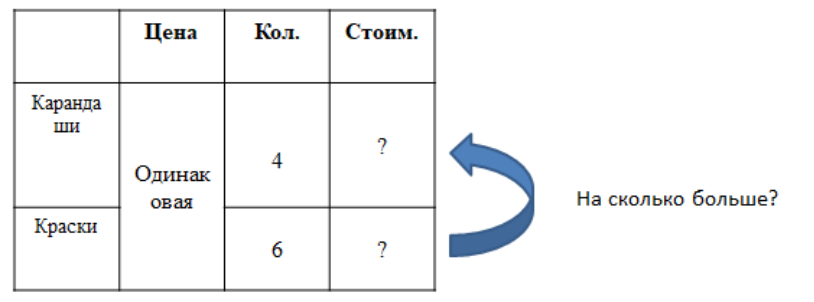 Цена Кол. Стоим.
Каранда
ши
Одинак
овая
4
?
Краски
6
?
На сколько больше?